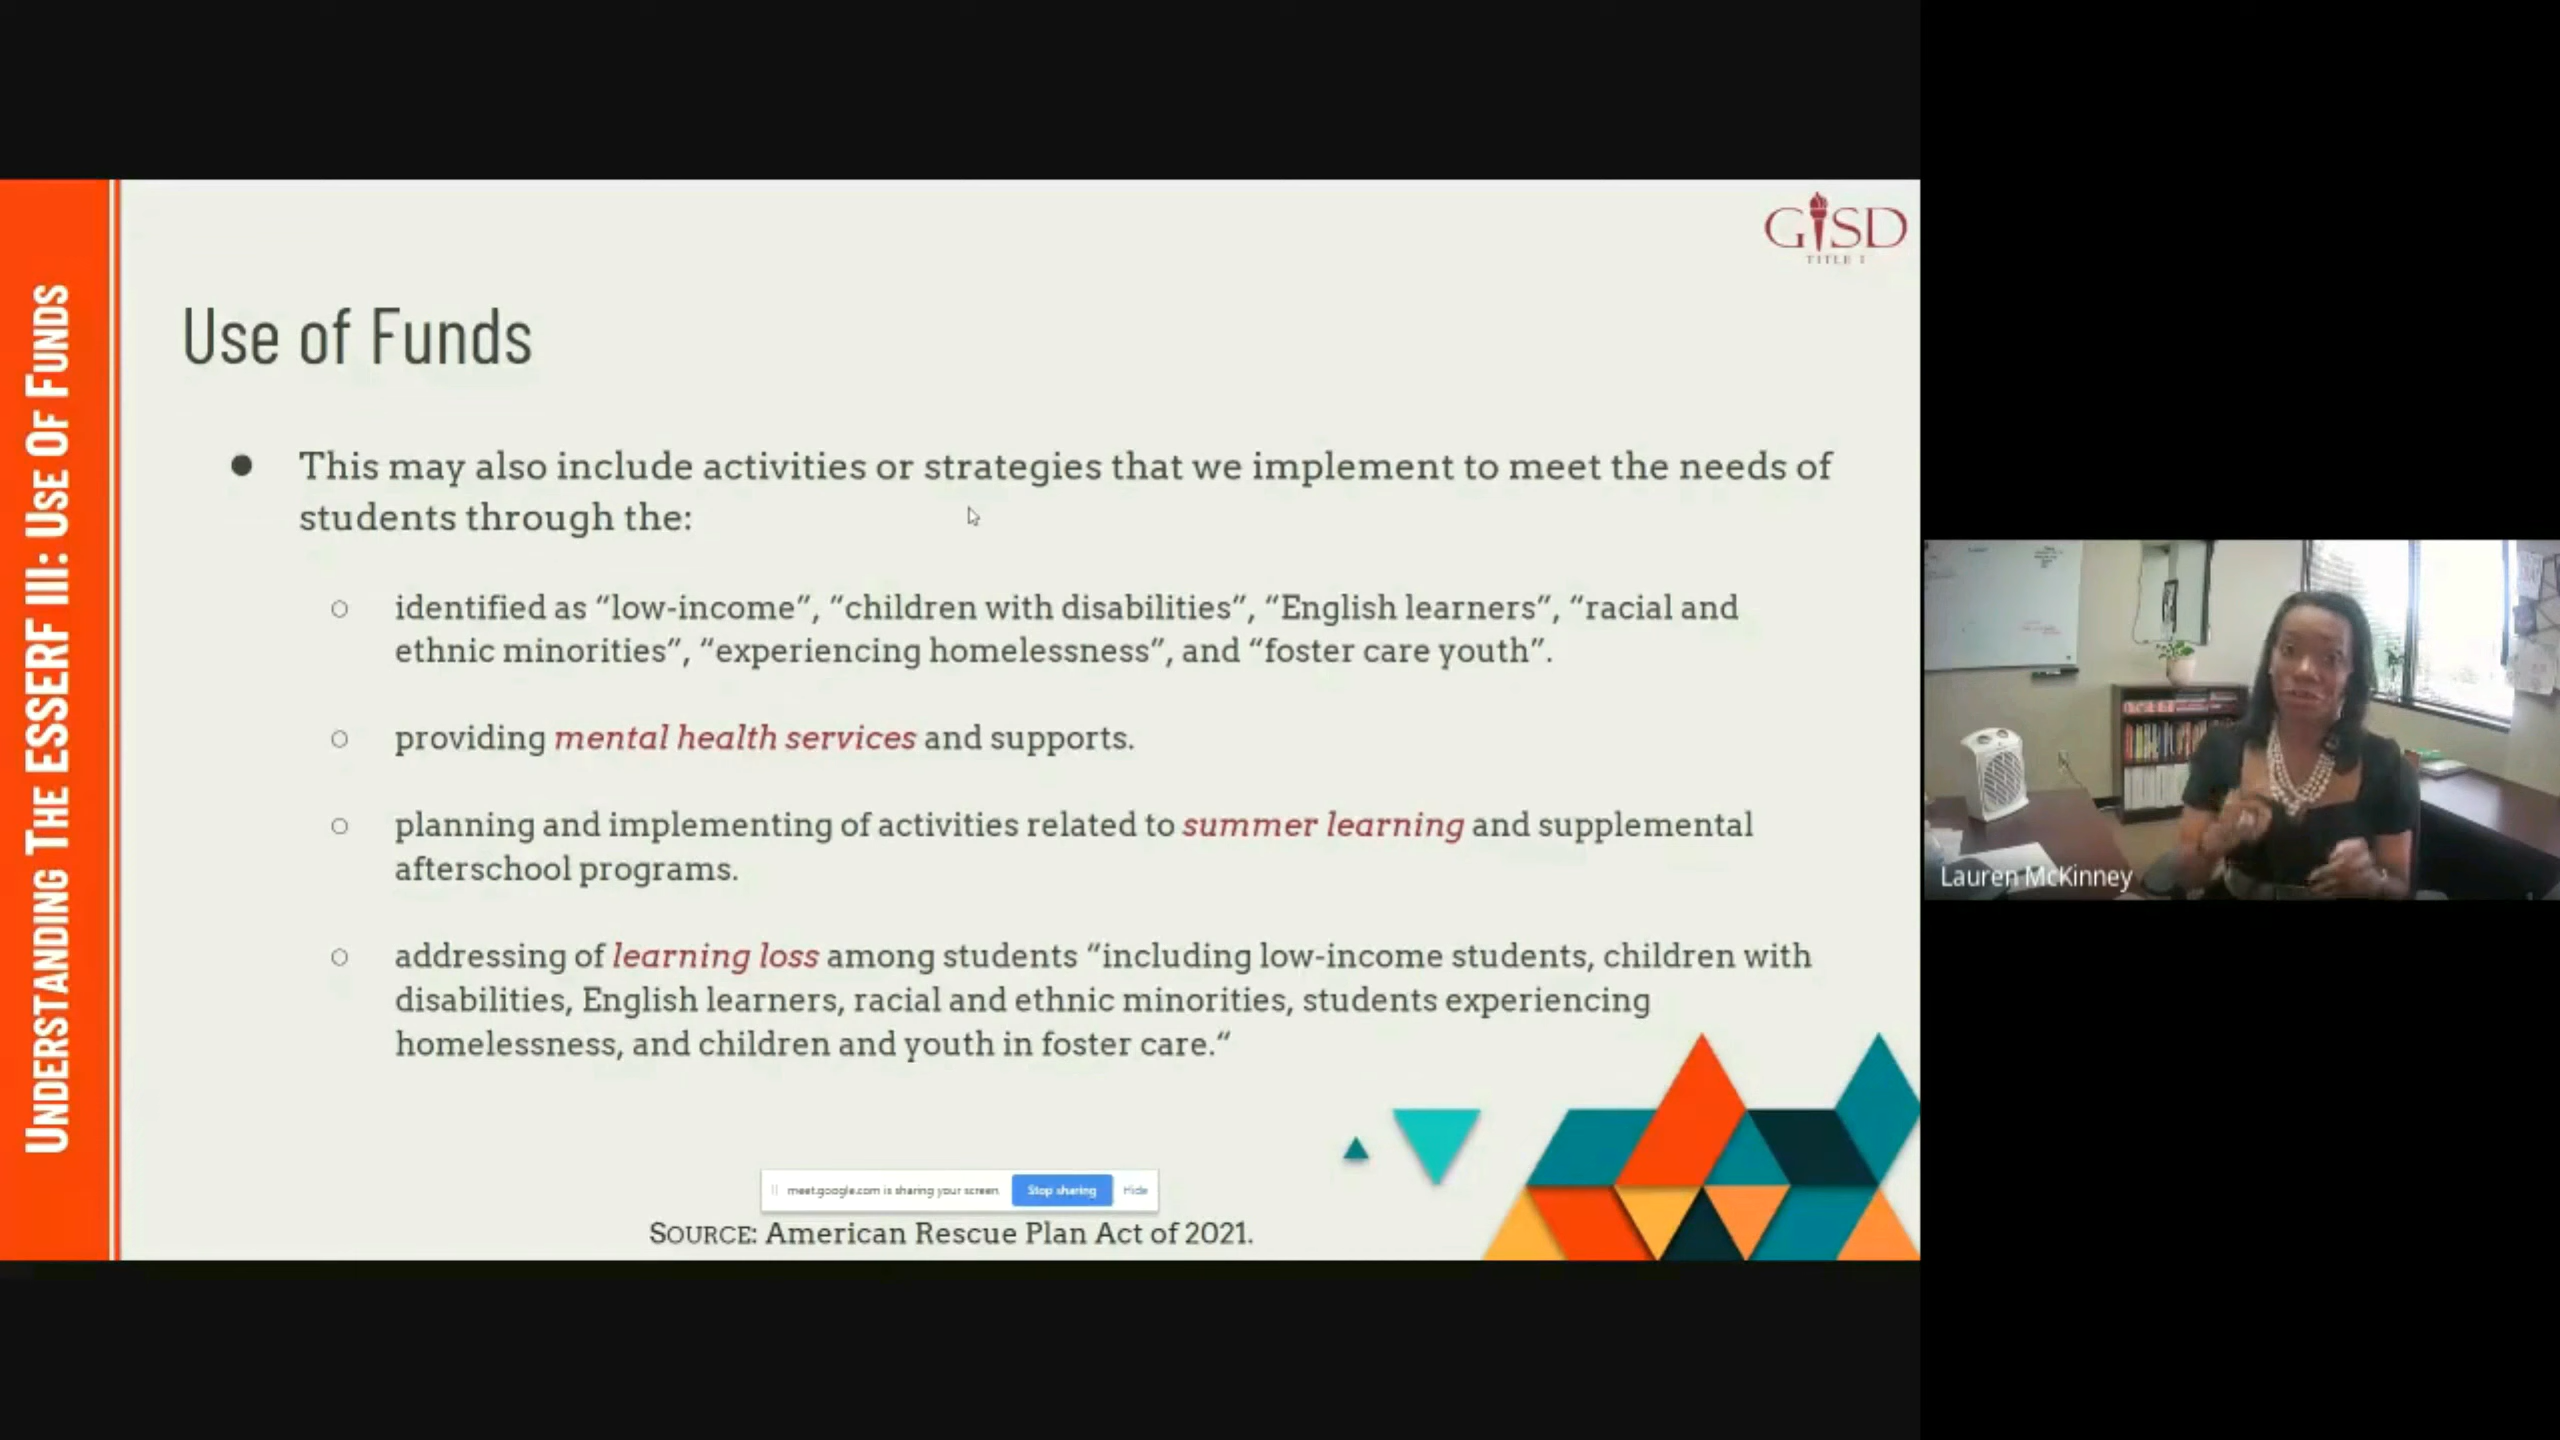 UNDERSTANDING THE ESSERF III: USE OF FUNDS
GISD
TITLE I
Use of Funds
● This may also include activities or strategies that we implement to meet the needs of
students through the:
○ identified as “low-income”, “children with disabilities”, “English learners”, “racial and
ethnic minorities”, “experiencing homelessness”, and “foster care youth”.
○ providing mental health services and supports.
○ planning and implementing of activities related to summer learning and supplemental
afterschool programs.
○ addressing of learning loss among students “including low-income students, children with
disabilities, English learners, racial and ethnic minorities, students experiencing
homelessness, and children and youth in foster care.“
meet.google.com is sharing your screen. Stop sharing Hide
SOURCE: American Rescue Plan Act of 2021.
Lauren McKinney